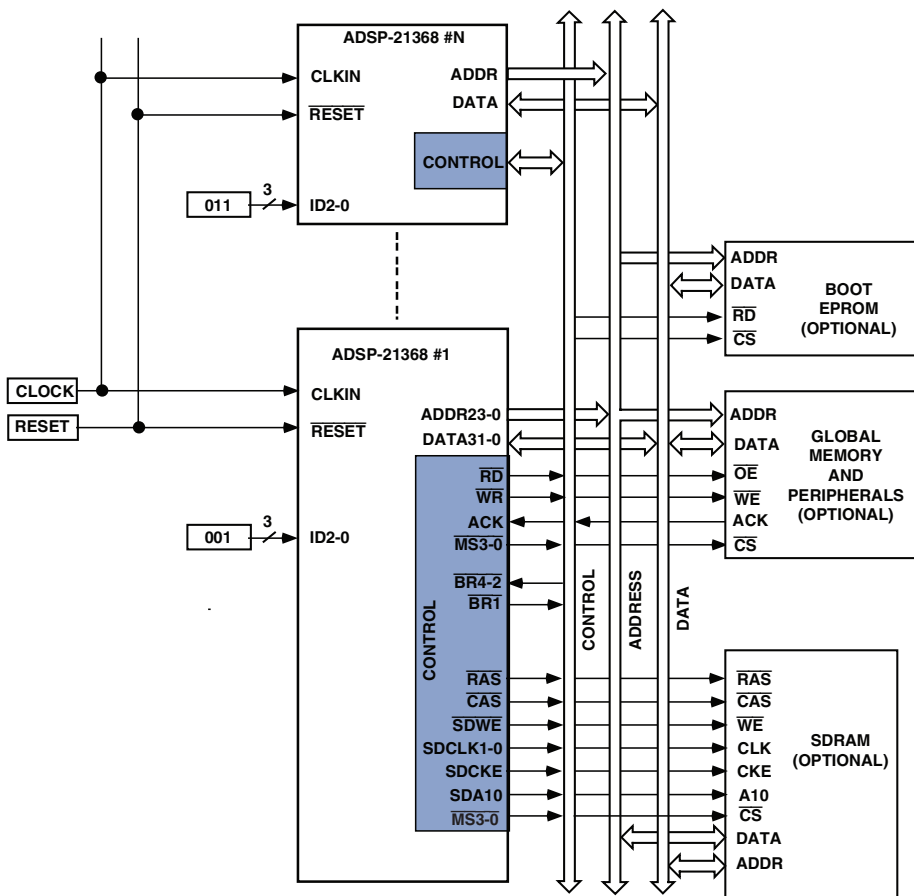 ADSP-21368 #N
CLKIN
RESET
ID2-0
ADDR
DATA
CONTROL
011
3
ADDR
DATA
RD
CS
BOOT
EPROM
(OPTIONAL)
CLOCK
RESET
ADSP-21368 #1
CLKIN
RESET
001
3
ID2-0
ADDR23-0
DATA31-0
CONTROL
RD
WR
ACK
MS3-0
BR4-2
BR1
RAS
CAS
SDWE
SDCLK1-0
SDCKE
SDA10
MS3-0
CONTROL
ADDRESS
DATA
ADDR
DATA
OE
WE
ACK
CS
GLOBAL
MEMORY
AND
PERIPHERALS
(OPTIONAL)
RAS
CAS
WE
CLK
CKE
A10
CS
DATA
ADDR
SDRAM
(OPTIONAL)